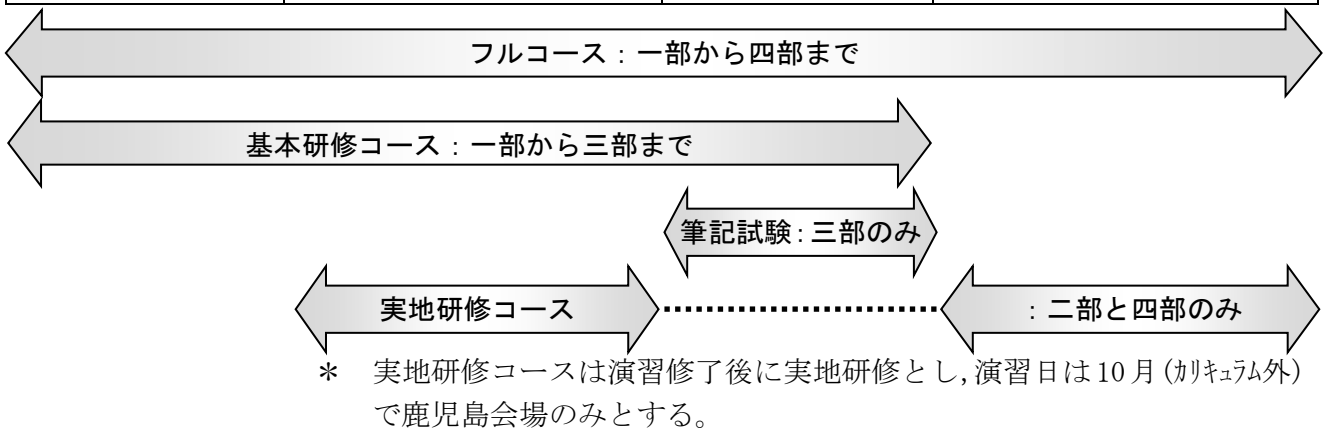 フルコース：一部から四部まで
基本研修コース：一部から三部まで
筆記試験：三部のみ
実地研修コース ：二部と四部のみ
＊　実地研修コースは演習修了後に実地研修とし,演習日は10月(ｶﾘｷｭﾗﾑ外)
で鹿児島会場のみとする。